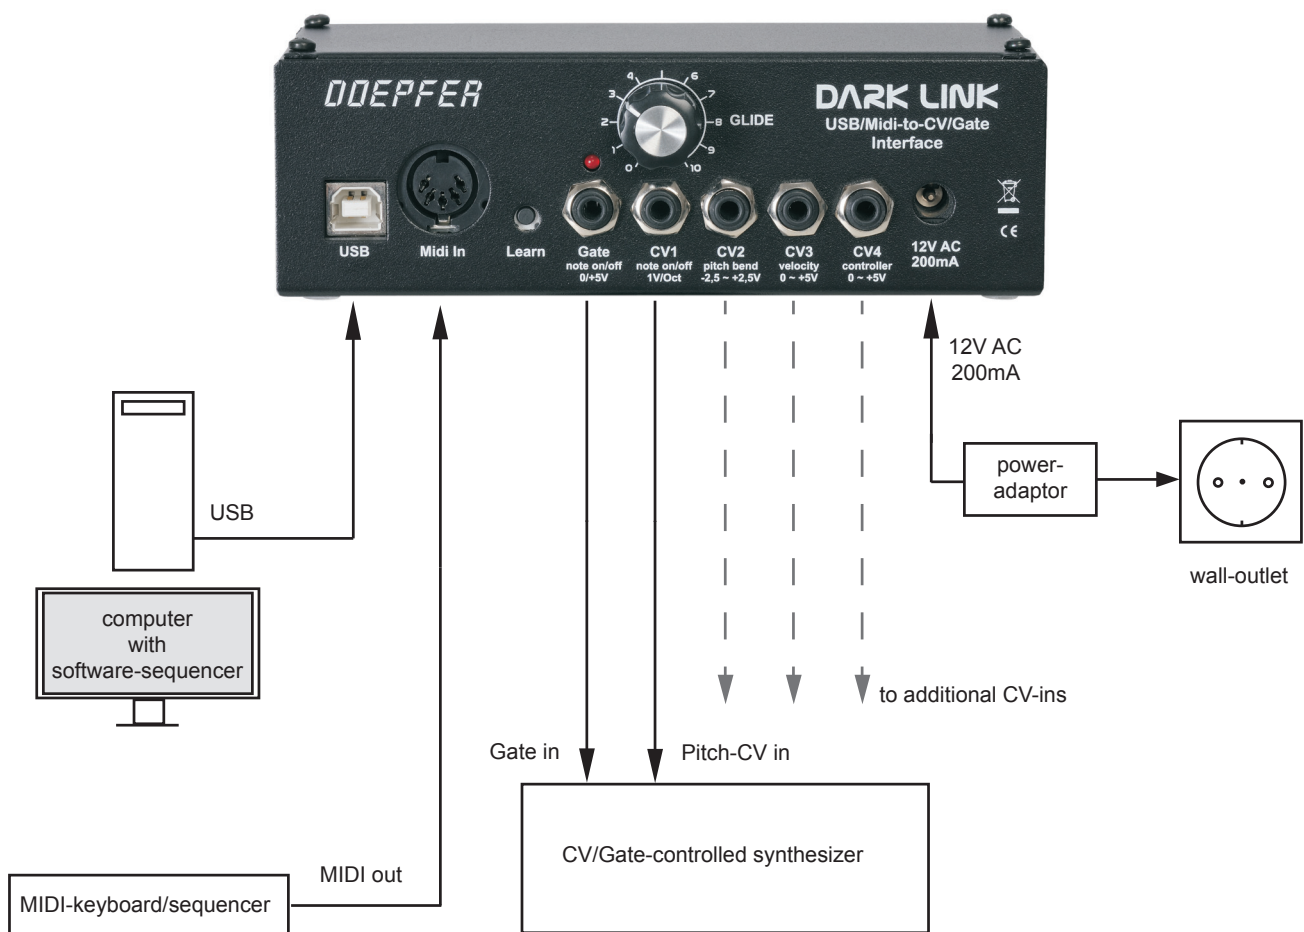 DOEPFER
DARK LINK
USB/Midi-to-CV/Gate
Interface
0 1 2 3 4 6 7 8 9 10
GLIDE
USB
Midi In
Learn
Gate
note on/off
0/+5V
CV1
note on/off
1V/Oct
CV2
pitch bend
-2,5 ~ +2,5V
CV3
velocity
0 ~ +5V
CV4
controller
0 ~ +5V
12V AC
200mA
CE
12V AC
200mA
power-
adaptor
wall-outlet
USB
computer
with
software-sequencer
to additional CV-ins
Gate in
Pitch-CV in
CV/Gate-controlled synthesizer
MIDI out
MIDI-keyboard/sequencer